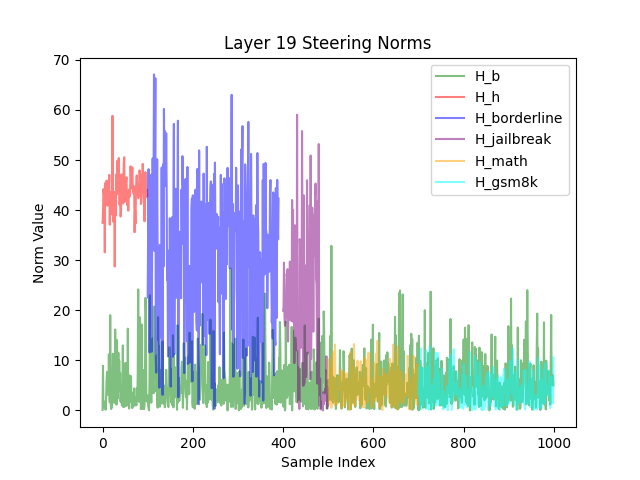 Layer 19 Steering Norms
70
60
50
40
30
20
10
0
Norm Value
0
200
400
600
800
1000
Sample Index
H_b
H_h
H_borderline
H_jailbreak
H_math
H_gsm8k